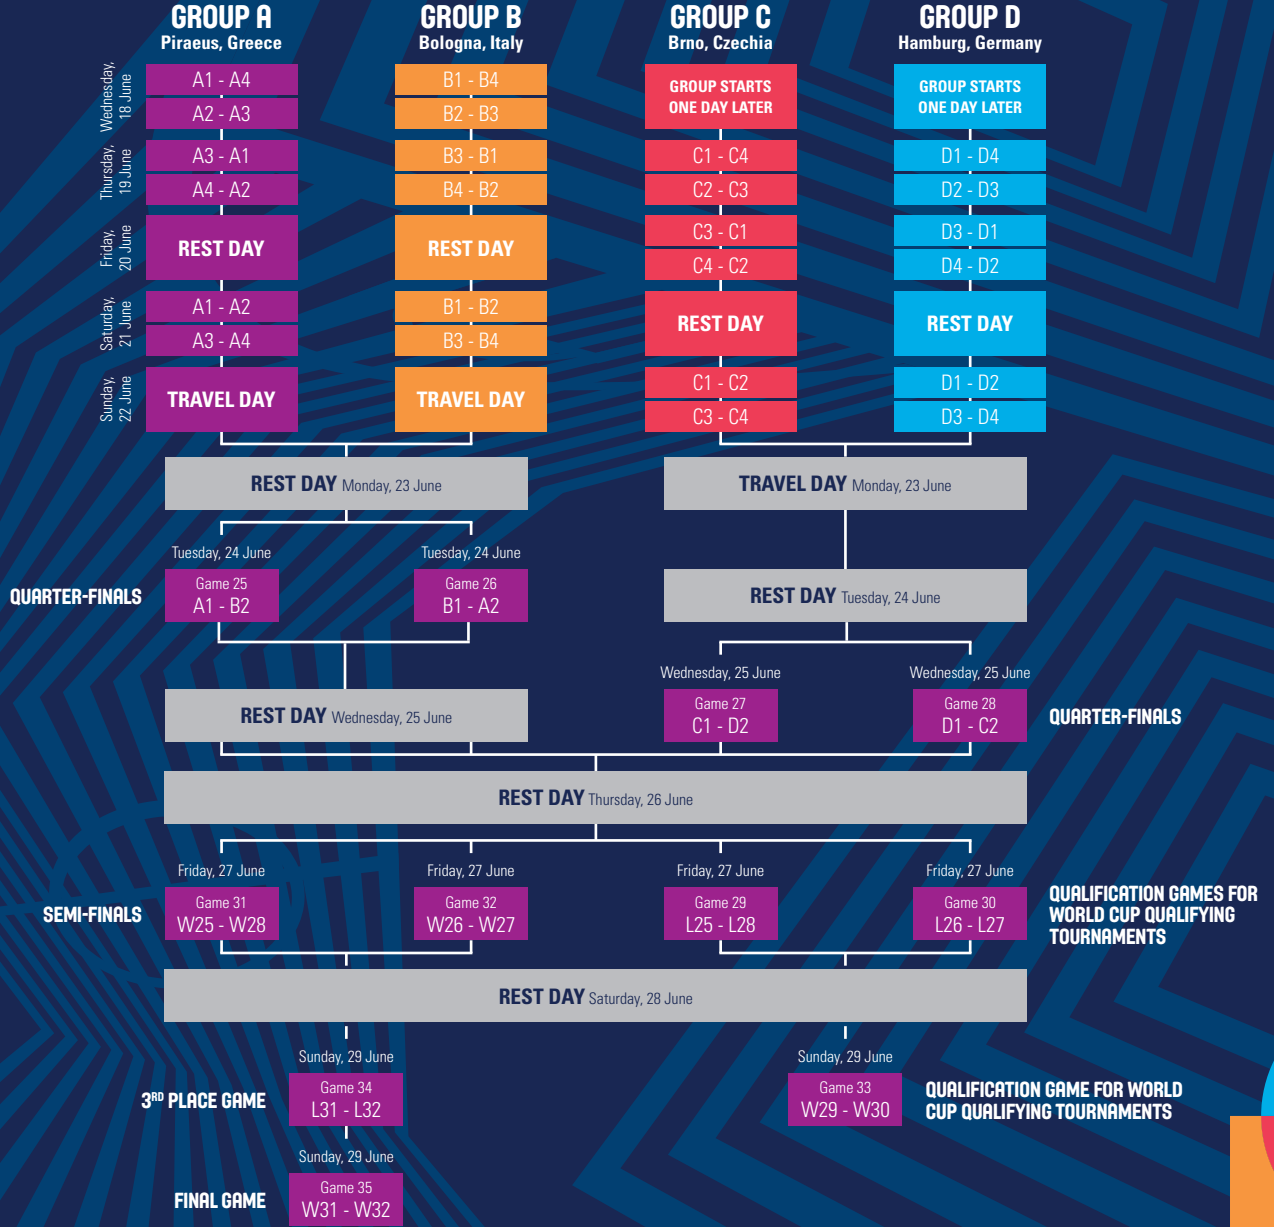 GROUP A
Piraeus, Greece
GROUP B
Bologna, Italy
GROUP C
Brno, Czechia
GROUP D
Hamburg, Germany
Wednesday,
18 June
A1 - A4
A2 - A3
B1 - B4
B2 - B3
GROUP STARTS
ONE DAY LATER
GROUP STARTS
ONE DAY LATER
Thursday,
19 June
A3 - A1
A4 - A2
B3 - B1
B4 - B2
C1 - C4
C2 - C3
D1 - D4
D2 - D3
Friday,
20 June
REST DAY
REST DAY
C3 - C1
C4 - C2
D3 - D1
D4 - D2
Saturday,
21 June
A1 - A2
A3 - A4
B1 - B2
B3 - B4
REST DAY
REST DAY
Sunday,
22 June
TRAVEL DAY
TRAVEL DAY
C1 - C2
C3 - C4
D1 - D2
D3 - D4
REST DAY Monday, 23 June
TRAVEL DAY Monday, 23 June
QUARTER-FINALS
Tuesday, 24 June
Game 25
A1 - B2
Tuesday, 24 June
Game 26
B1 - A2
REST DAY Tuesday, 24 June
REST DAY Wednesday, 25 June
Wednesday, 25 June
Game 27
C1 - D2
Wednesday, 25 June
Game 28
D1 - C2
QUARTER-FINALS
REST DAY Thursday, 26 June
SEMI-FINALS
Friday, 27 June
Game 31
W25 - W28
Friday, 27 June
Game 32
W26 - W27
Friday, 27 June
Game 29
L25 - L28
Friday, 27 June
Game 30
L26 - L27
QUALIFICATION GAMES FOR
WORLD CUP QUALIFYING
TOURNAMENTS
REST DAY Saturday, 28 June
3RD PLACE GAME
Sunday, 29 June
Game 34
L31 - L32
Sunday, 29 June
Game 33
W29 - W30
QUALIFICATION GAME FOR WORLD
CUP QUALIFYING TOURNAMENTS
FINAL GAME
Sunday, 29 June
Game 35
W31 - W32